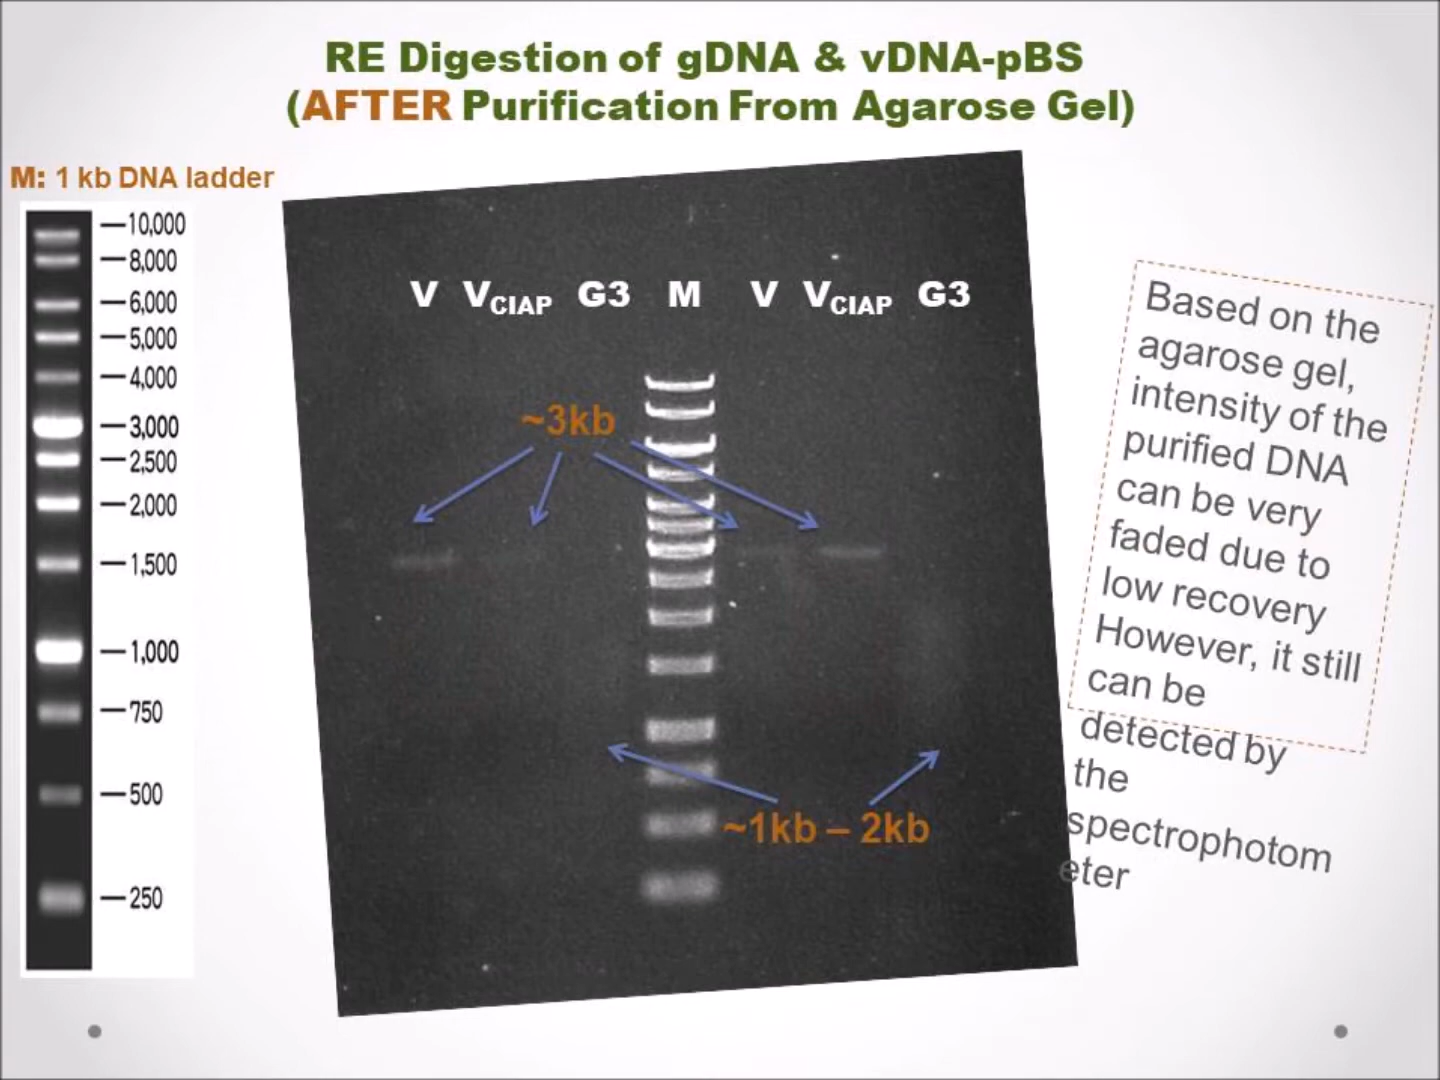 RE Digestion of gDNA & vDNA-pBS
(AFTER Purification From Agarose Gel)
M: 1 kb DNA ladder
10,000
8,000
6,000
5,000
4,000
3,000
2,500
2,000
1,500
1,000
750
500
250
V VCIAP G3 M V VCIAP G3
~3kb
~1kb – 2kb
Based on the
agarose gel,
intensity of the
purified DNA
can be very
faded due to
low recovery
However, it still
can be
detected by
the
spectrophotom
eter